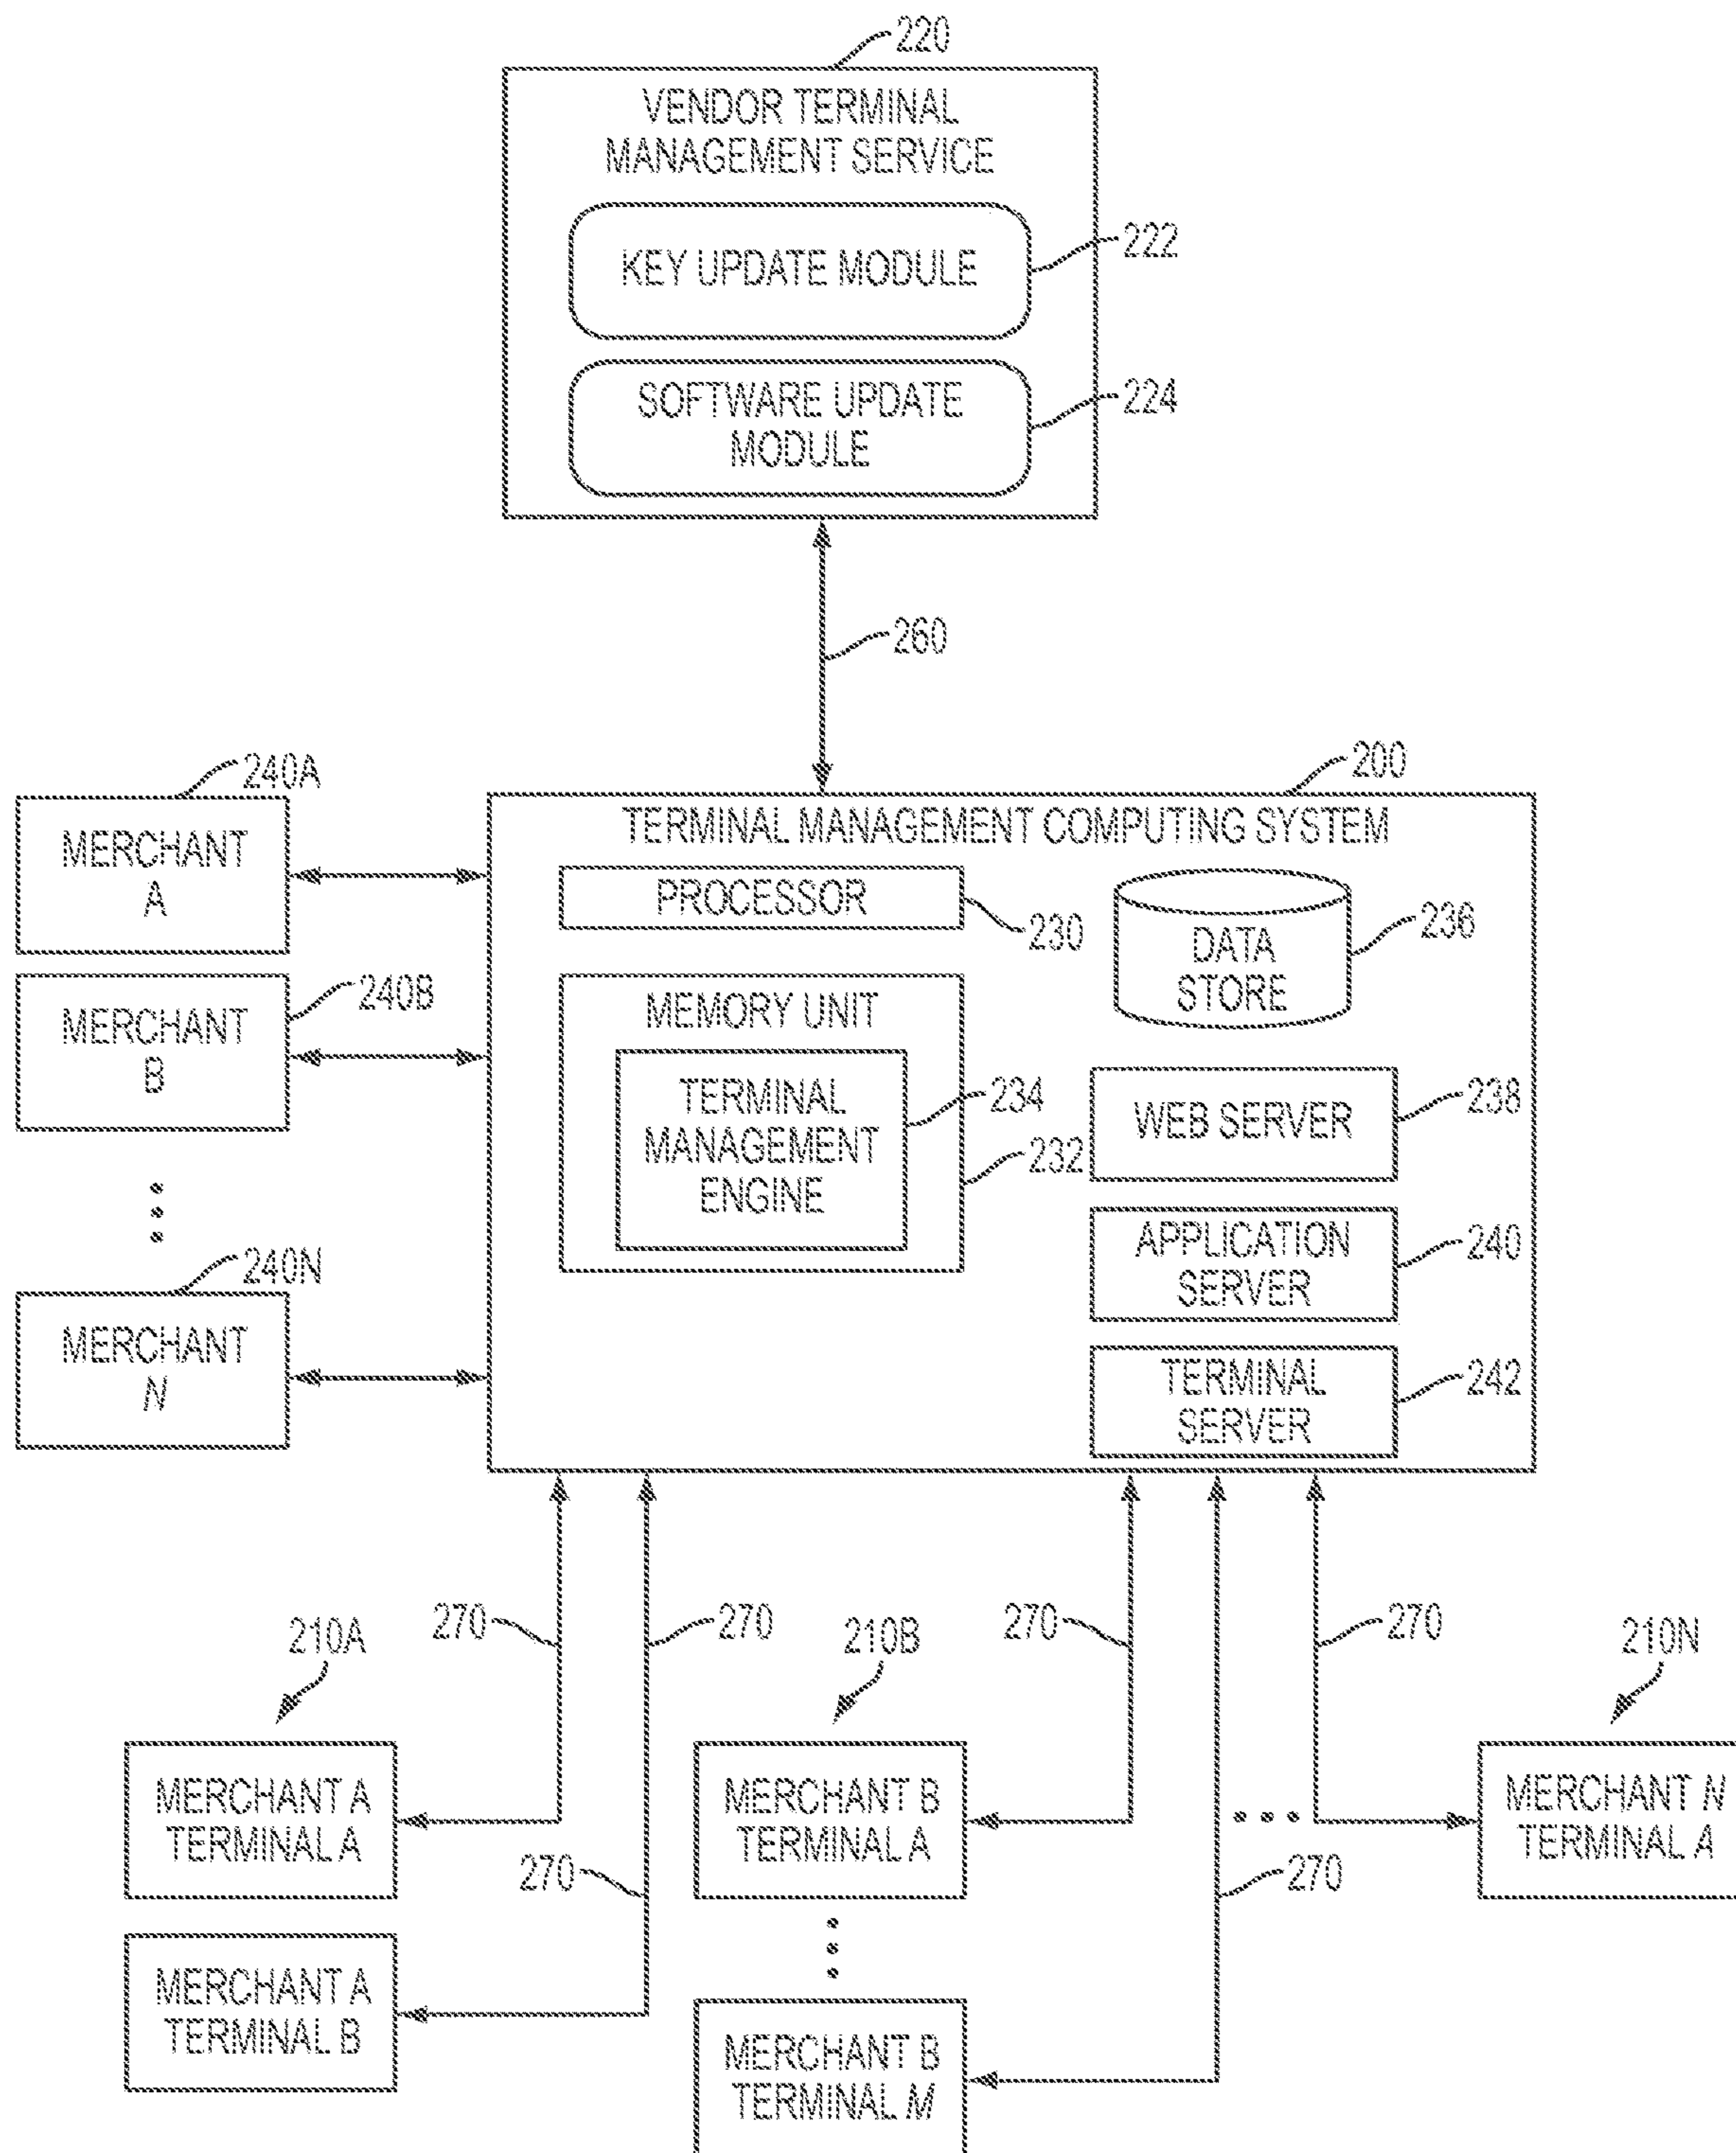 220
VENDOR TERMINAL
MANAGEMENT SERVICE
KEY UPDATE MODULE
222
SOFTWARE UPDATE
MODULE
224
260
200
TERMINAL MANAGEMENT COMPUTING SYSTEM
240A
MERCHANT
A
240B
MERCHANT
B
240N
MERCHANT
N
PROCESSOR
230
DATA
STORE
236
MEMORY UNIT
TERMINAL
MANAGEMENT
ENGINE
234
232
WEB SERVER
238
APPLICATION
SERVER
240
TERMINAL
SERVER
242
210A
270
270
210B
270
270
210N
MERCHANT A
TERMINAL A
270
MERCHANT B
TERMINAL A
270
MERCHANT N
TERMINAL A
MERCHANT A
TERMINAL B
MERCHANT B
TERMINAL M